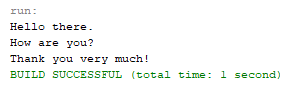 run:
Hello there.
How are you?
Thank you very much!
BUILD SUCCESSFUL (total time: 1 second)